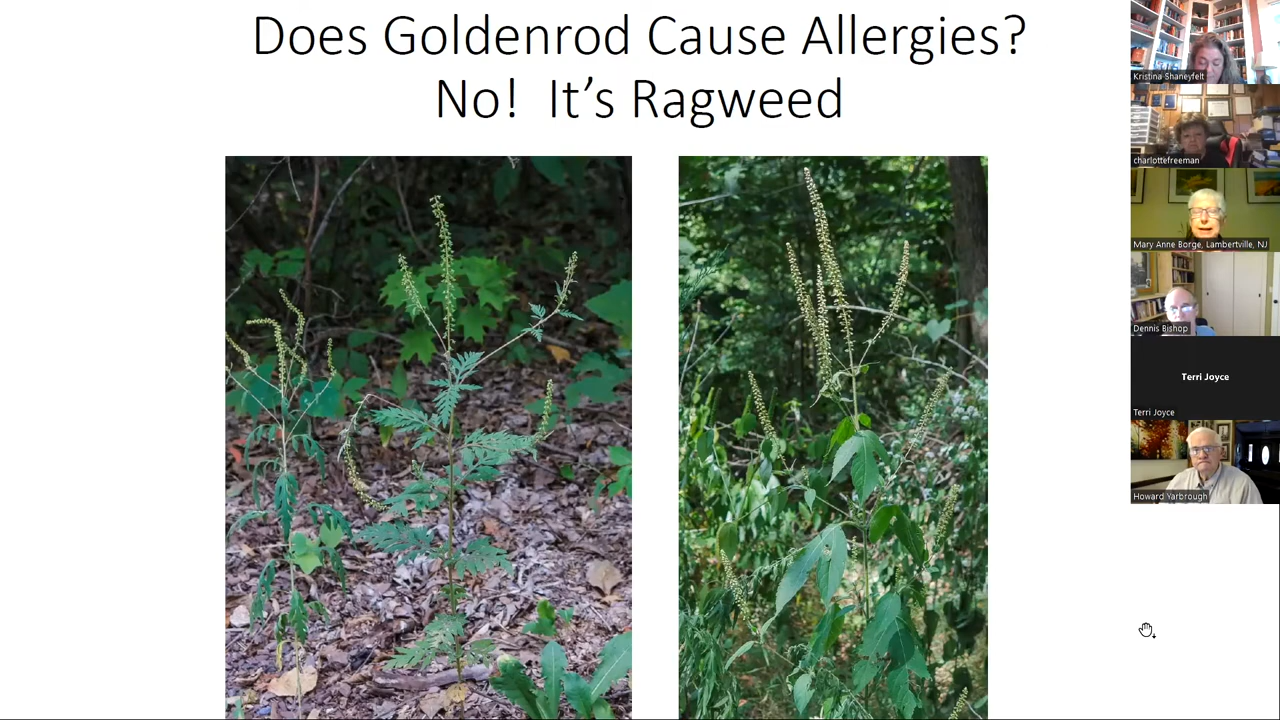 Does Goldenrod Cause Allergies?
No! It’s Ragweed
Kristina Shaneyfelt
charlottefreeman
Mary Anne Borge, Lambertville, NJ
Dennis Bishop
Terri Joyce
Terri Joyce
Howard Yarbrough